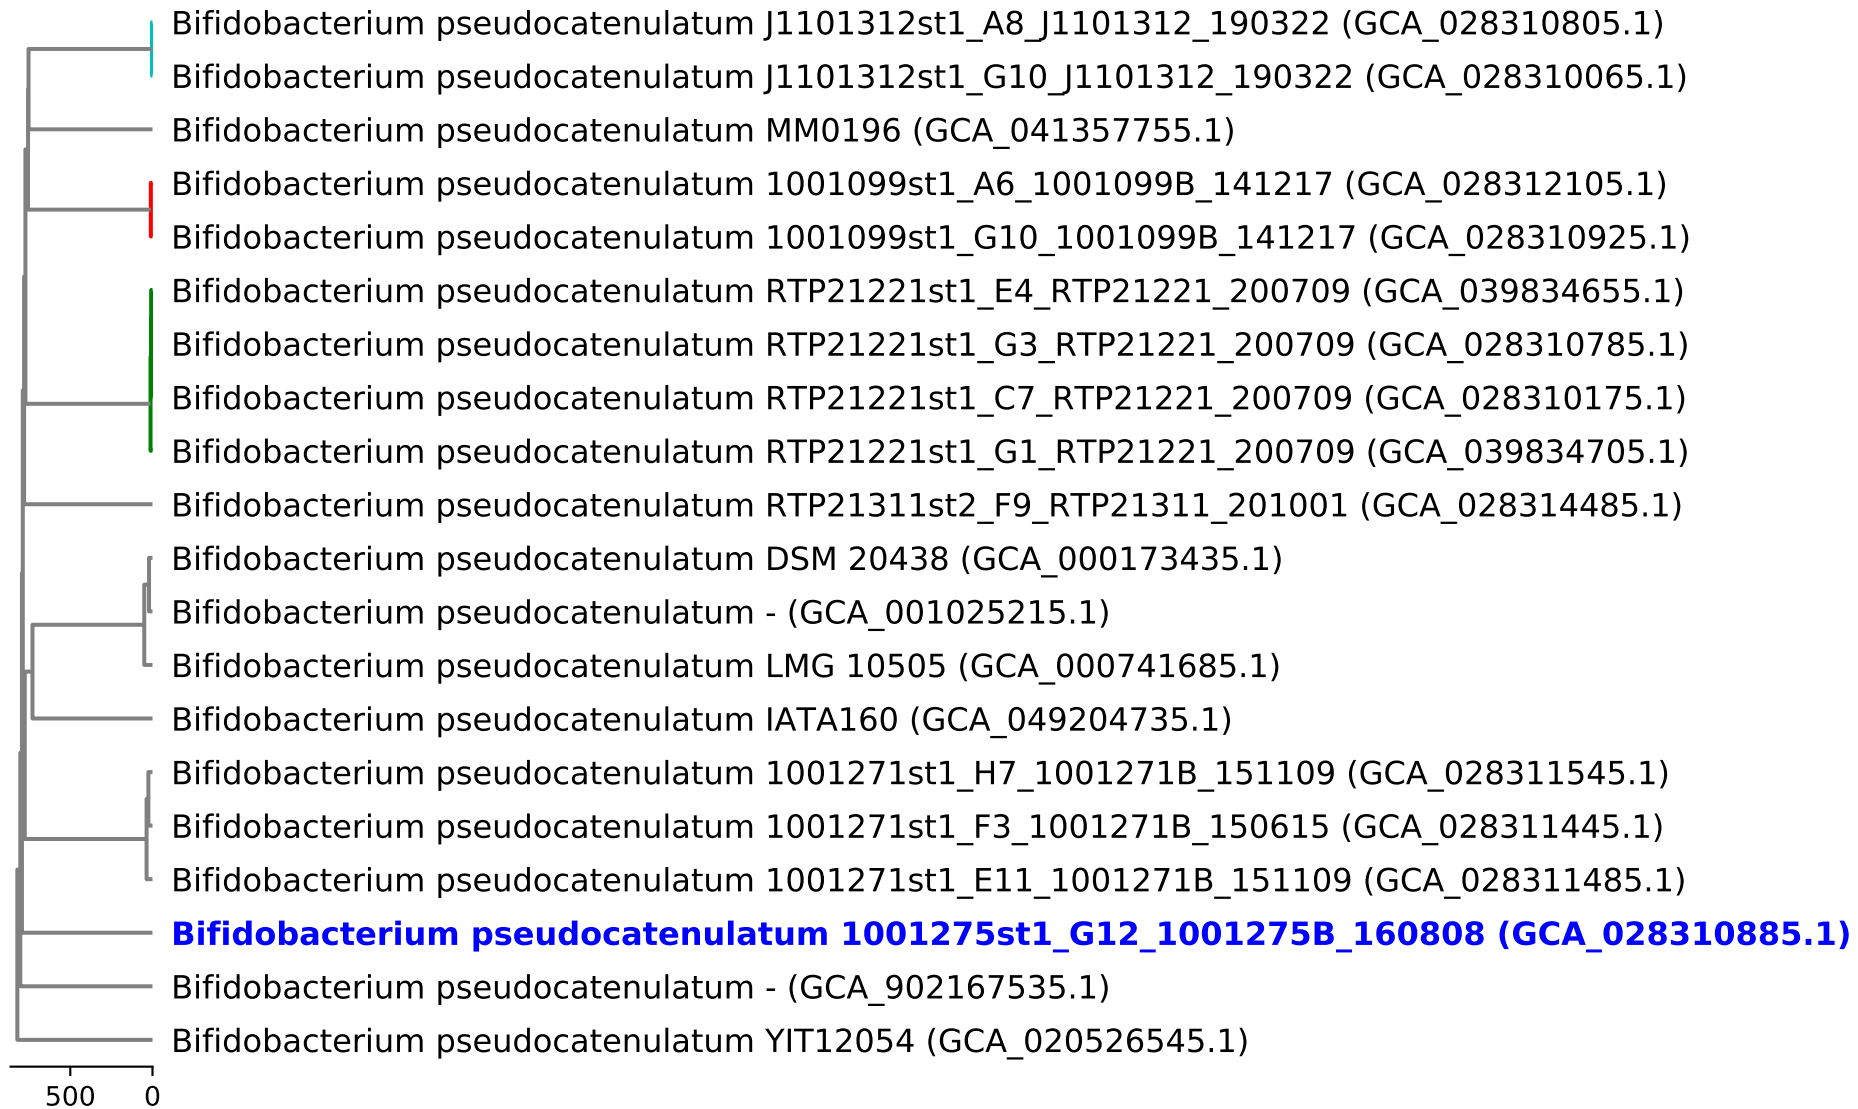 Bifidobacterium pseudocatenulatum J1101312st1_A8_J1101312_190322 (GCA_028310805.1)
Bifidobacterium pseudocatenulatum J1101312st1_G10_J1101312_190322 (GCA_028310065.1)
Bifidobacterium pseudocatenulatum MM0196 (GCA_041357755.1)
Bifidobacterium pseudocatenulatum 1001099st1_A6_1001099B_141217 (GCA_028312105.1)
Bifidobacterium pseudocatenulatum 1001099st1_G10_1001099B_141217 (GCA_028310925.1)
Bifidobacterium pseudocatenulatum RTP21221st1_E4_RTP21221_200709 (GCA_039834655.1)
Bifidobacterium pseudocatenulatum RTP21221st1_G3_RTP21221_200709 (GCA_028310785.1)
Bifidobacterium pseudocatenulatum RTP21221st1_C7_RTP21221_200709 (GCA_028310175.1)
Bifidobacterium pseudocatenulatum RTP21221st1_G1_RTP21221_200709 (GCA_039834705.1)
Bifidobacterium pseudocatenulatum RTP21311st2_F9_RTP21311_201001 (GCA_028314485.1)
Bifidobacterium pseudocatenulatum DSM 20438 (GCA_000173435.1)
Bifidobacterium pseudocatenulatum - (GCA_001025215.1)
Bifidobacterium pseudocatenulatum LMG 10505 (GCA_000741685.1)
Bifidobacterium pseudocatenulatum IATA160 (GCA_049204735.1)
Bifidobacterium pseudocatenulatum 1001271st1_H7_1001271B_151109 (GCA_028311545.1)
Bifidobacterium pseudocatenulatum 1001271st1_F3_1001271B_150615 (GCA_028311445.1)
Bifidobacterium pseudocatenulatum 1001271st1_E11_1001271B_151109 (GCA_028311485.1)
Bifidobacterium pseudocatenulatum 1001275st1_G12_1001275B_160808 (GCA_028310885.1)
Bifidobacterium pseudocatenulatum - (GCA_902167535.1)
Bifidobacterium pseudocatenulatum YIT12054 (GCA_020526545.1)
500 0